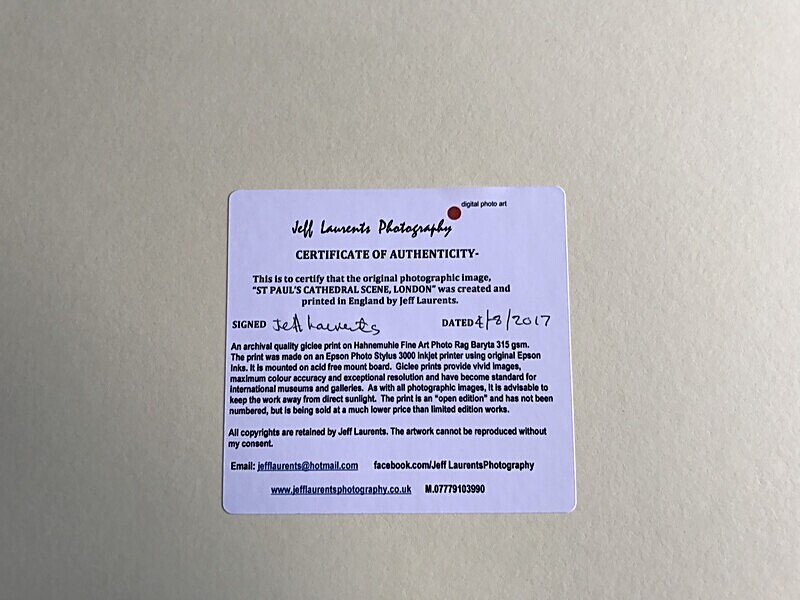 digital photo art
Jeff Laurents Photography
CERTIFICATE OF AUTHENTICITY-
This is to certify that the original photographic image,
"ST PAUL'S CATHEDRAL SCENE, LONDON" was created and
printed in England by Jeff Laurents.
SIGNED Jeff Laurents DATED 4/8/2017
An archival quality giclee print on Hahnemuhle Fine Art Photo Rag Baryta 315 gsm.
The print was made on an Epson Photo Stylus 3000 inkjet printer using original Epson
inks. It is mounted on acid free mount board. Giclee prints provide vivid images,
maximum colour accuracy and exceptional resolution and have become standard for
international museums and galleries. As with all photographic images, it is advisable to
keep the work away from direct sunlight. The print is an "open edition" and has not been
numbered, but is being sold at a much lower price than limited edition works.
All copyrights are retained by Jeff Laurents. The artwork cannot be reproduced without
my consent.
Email: jefflaurents@hotmail.com facebook.com/Jeff LaurentsPhotography
www.jefflaurentsphotography.co.uk M.07779103990